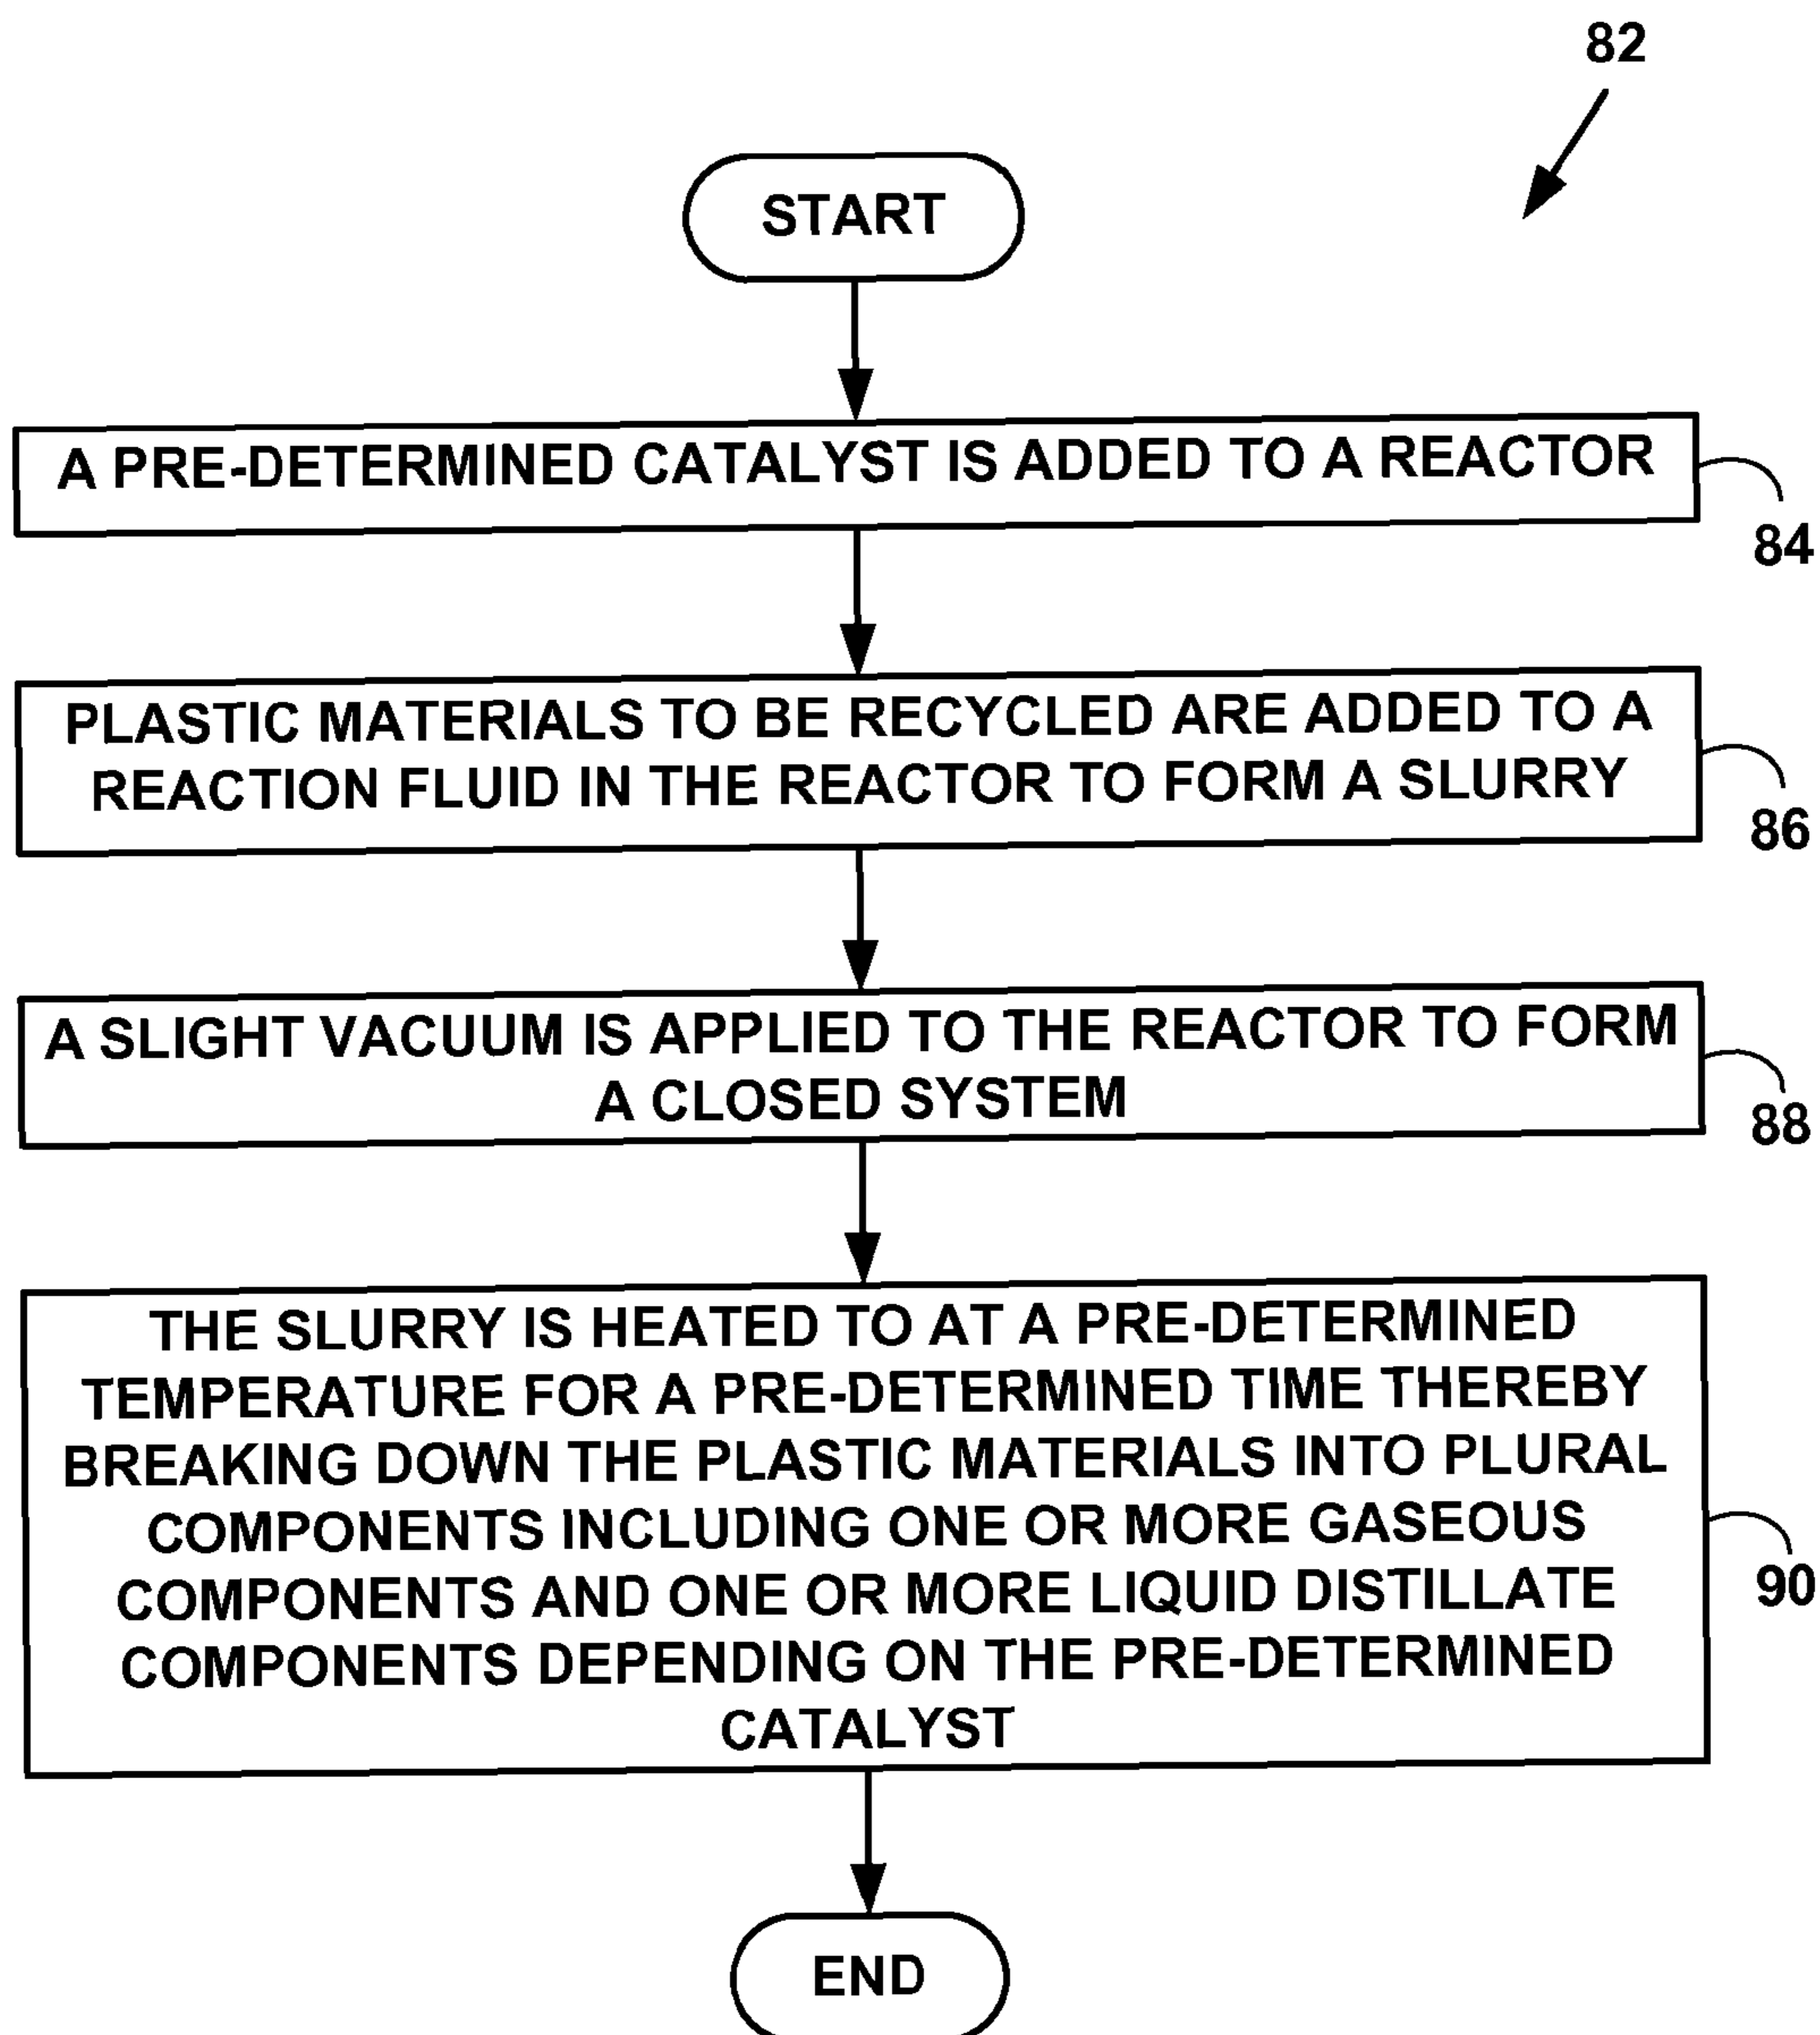 82
START
A PRE-DETERMINED CATALYST IS ADDED TO A REACTOR
84
PLASTIC MATERIALS TO BE RECYCLED ARE ADDED TO A
REACTION FLUID IN THE REACTOR TO FORM A SLURRY
86
A SLIGHT VACUUM IS APPLIED TO THE REACTOR TO FORM
A CLOSED SYSTEM
88
THE SLURRY IS HEATED TO AT A PRE-DETERMINED
TEMPERATURE FOR A PRE-DETERMINED TIME THEREBY
BREAKING DOWN THE PLASTIC MATERIALS INTO PLURAL
COMPONENTS INCLUDING ONE OR MORE GASEOUS
COMPONENTS AND ONE OR MORE LIQUID DISTILLATE
COMPONENTS DEPENDING ON THE PRE-DETERMINED
CATALYST
90
END